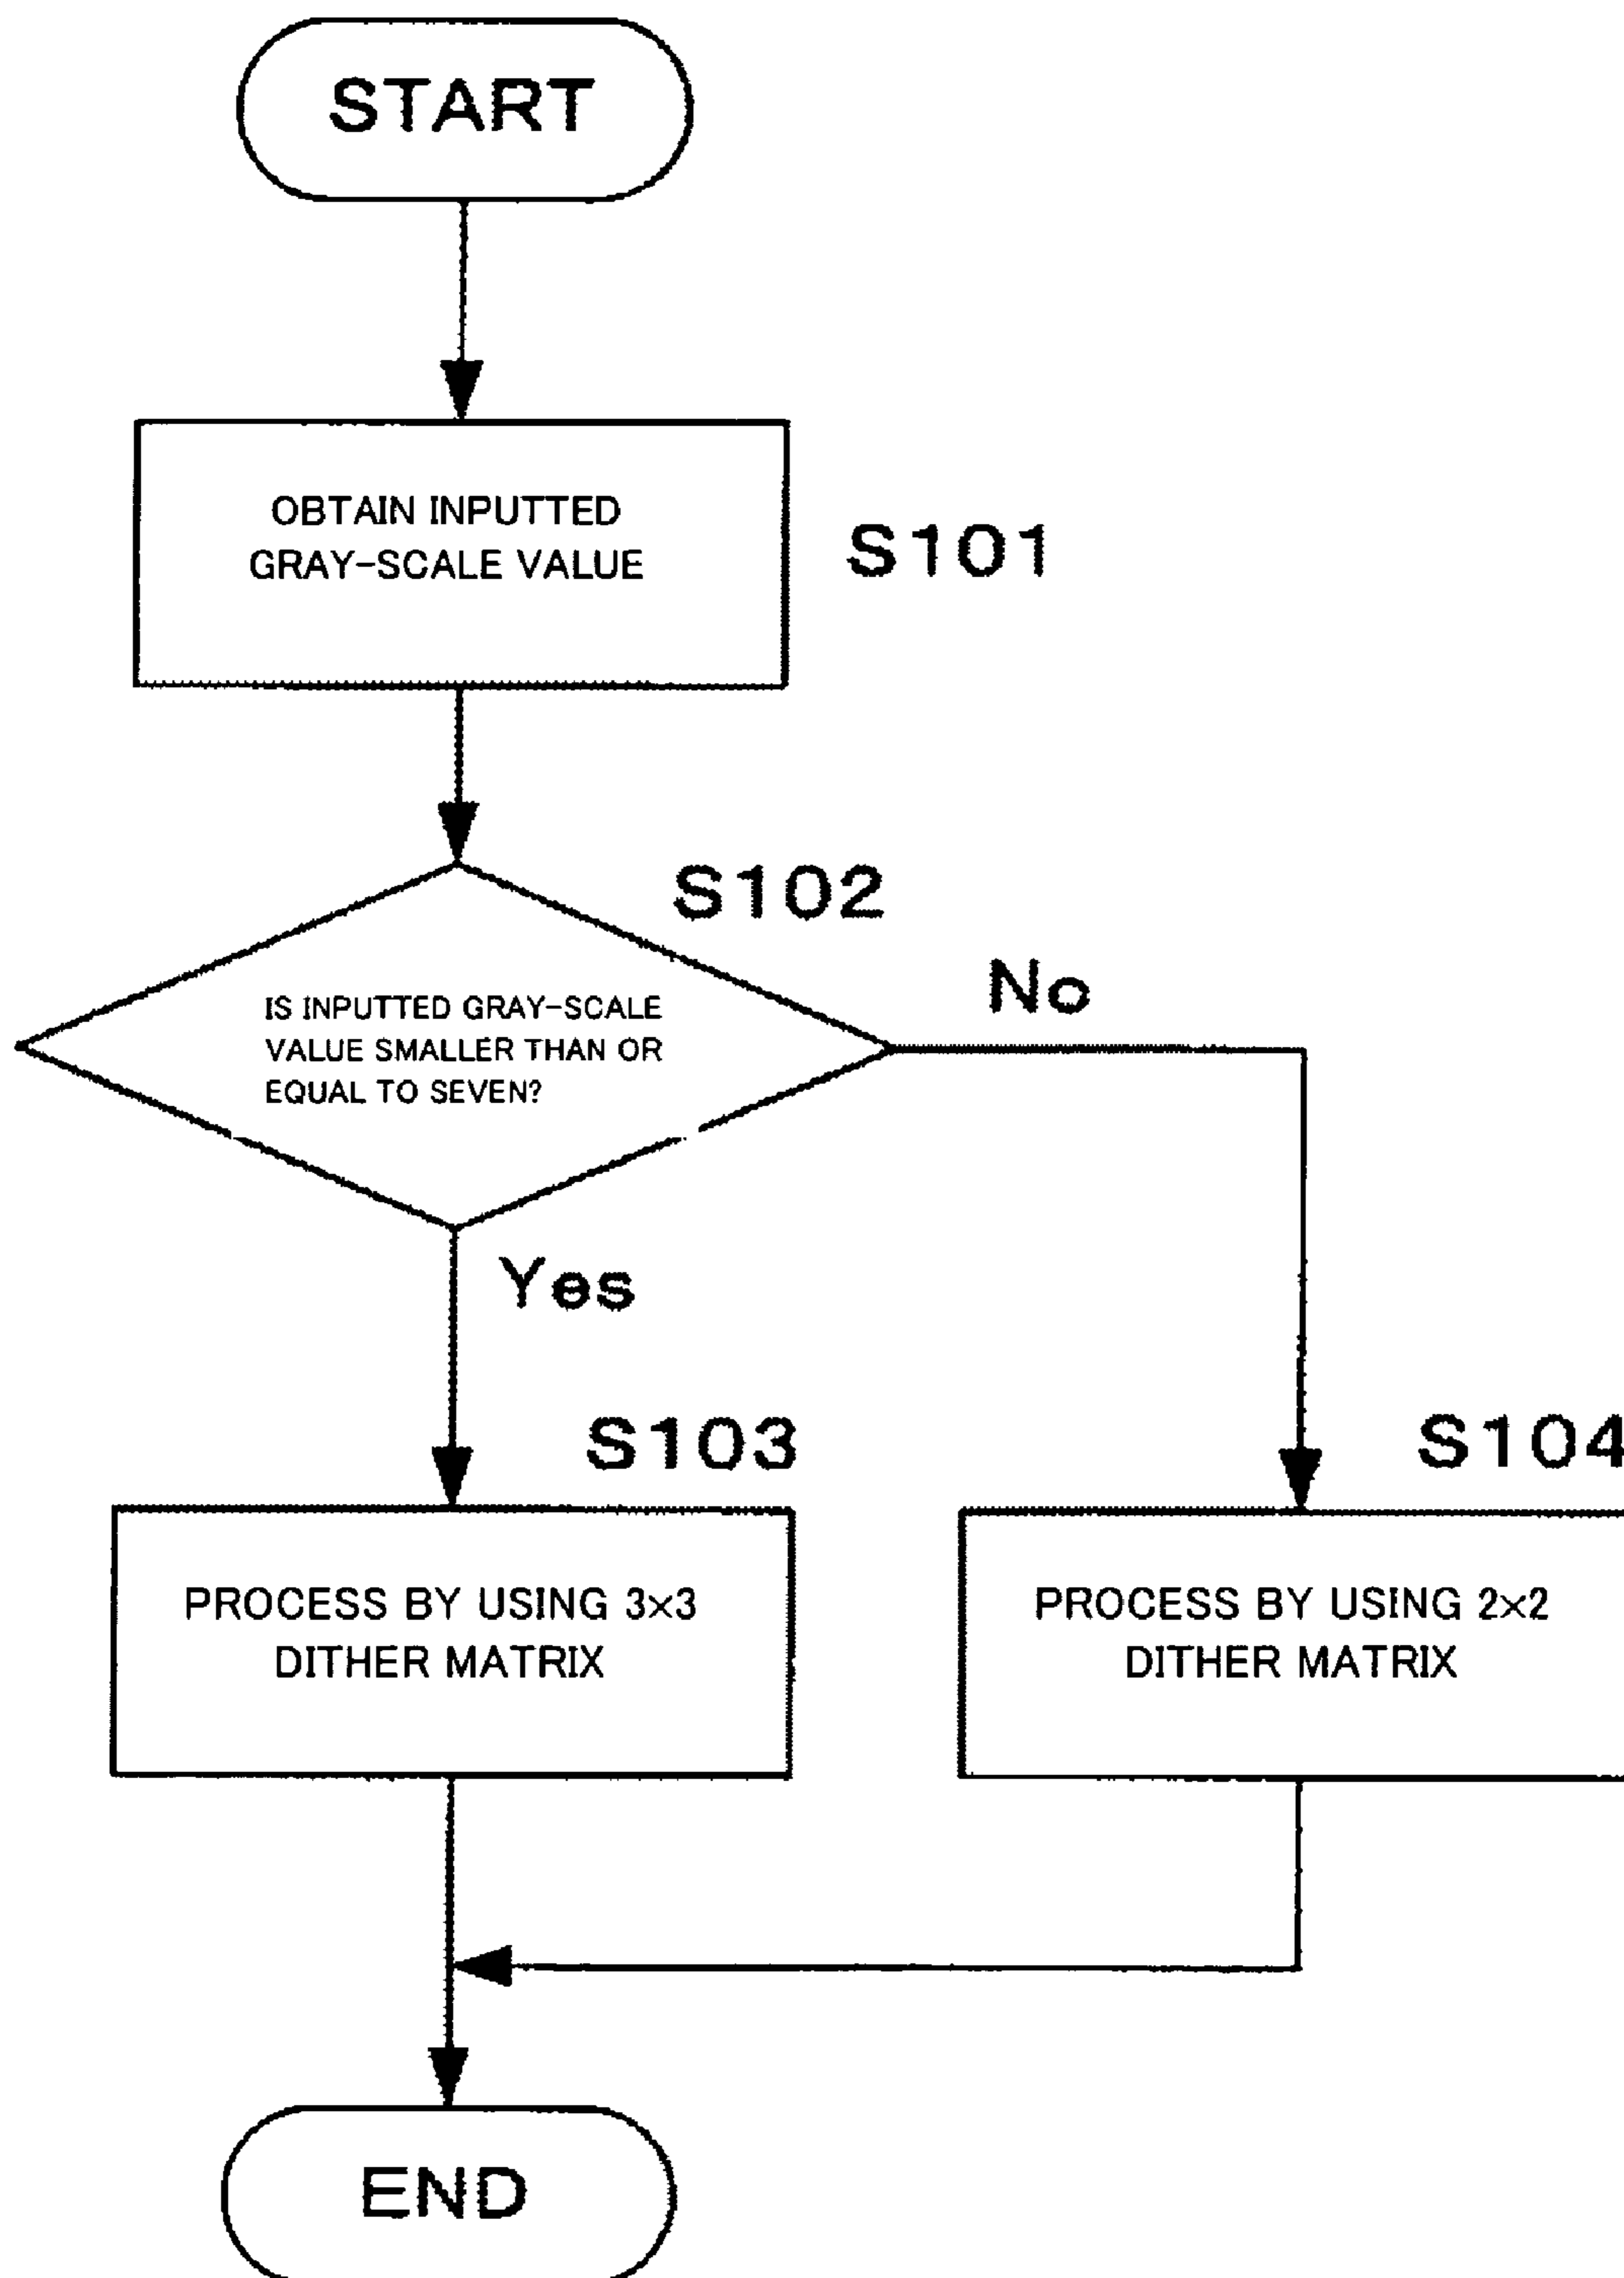 START
OBTAIN INPUTTED
GRAY-SCALE VALUE
S101
S102
IS INPUTTED GRAY-SCALE
VALUE SMALLER THAN OR
EQUAL TO SEVEN?
No
Yes
S103
PROCESS BY USING 3×3
DITHER MATRIX
S104
PROCESS BY USING 2×2
DITHER MATRIX
END